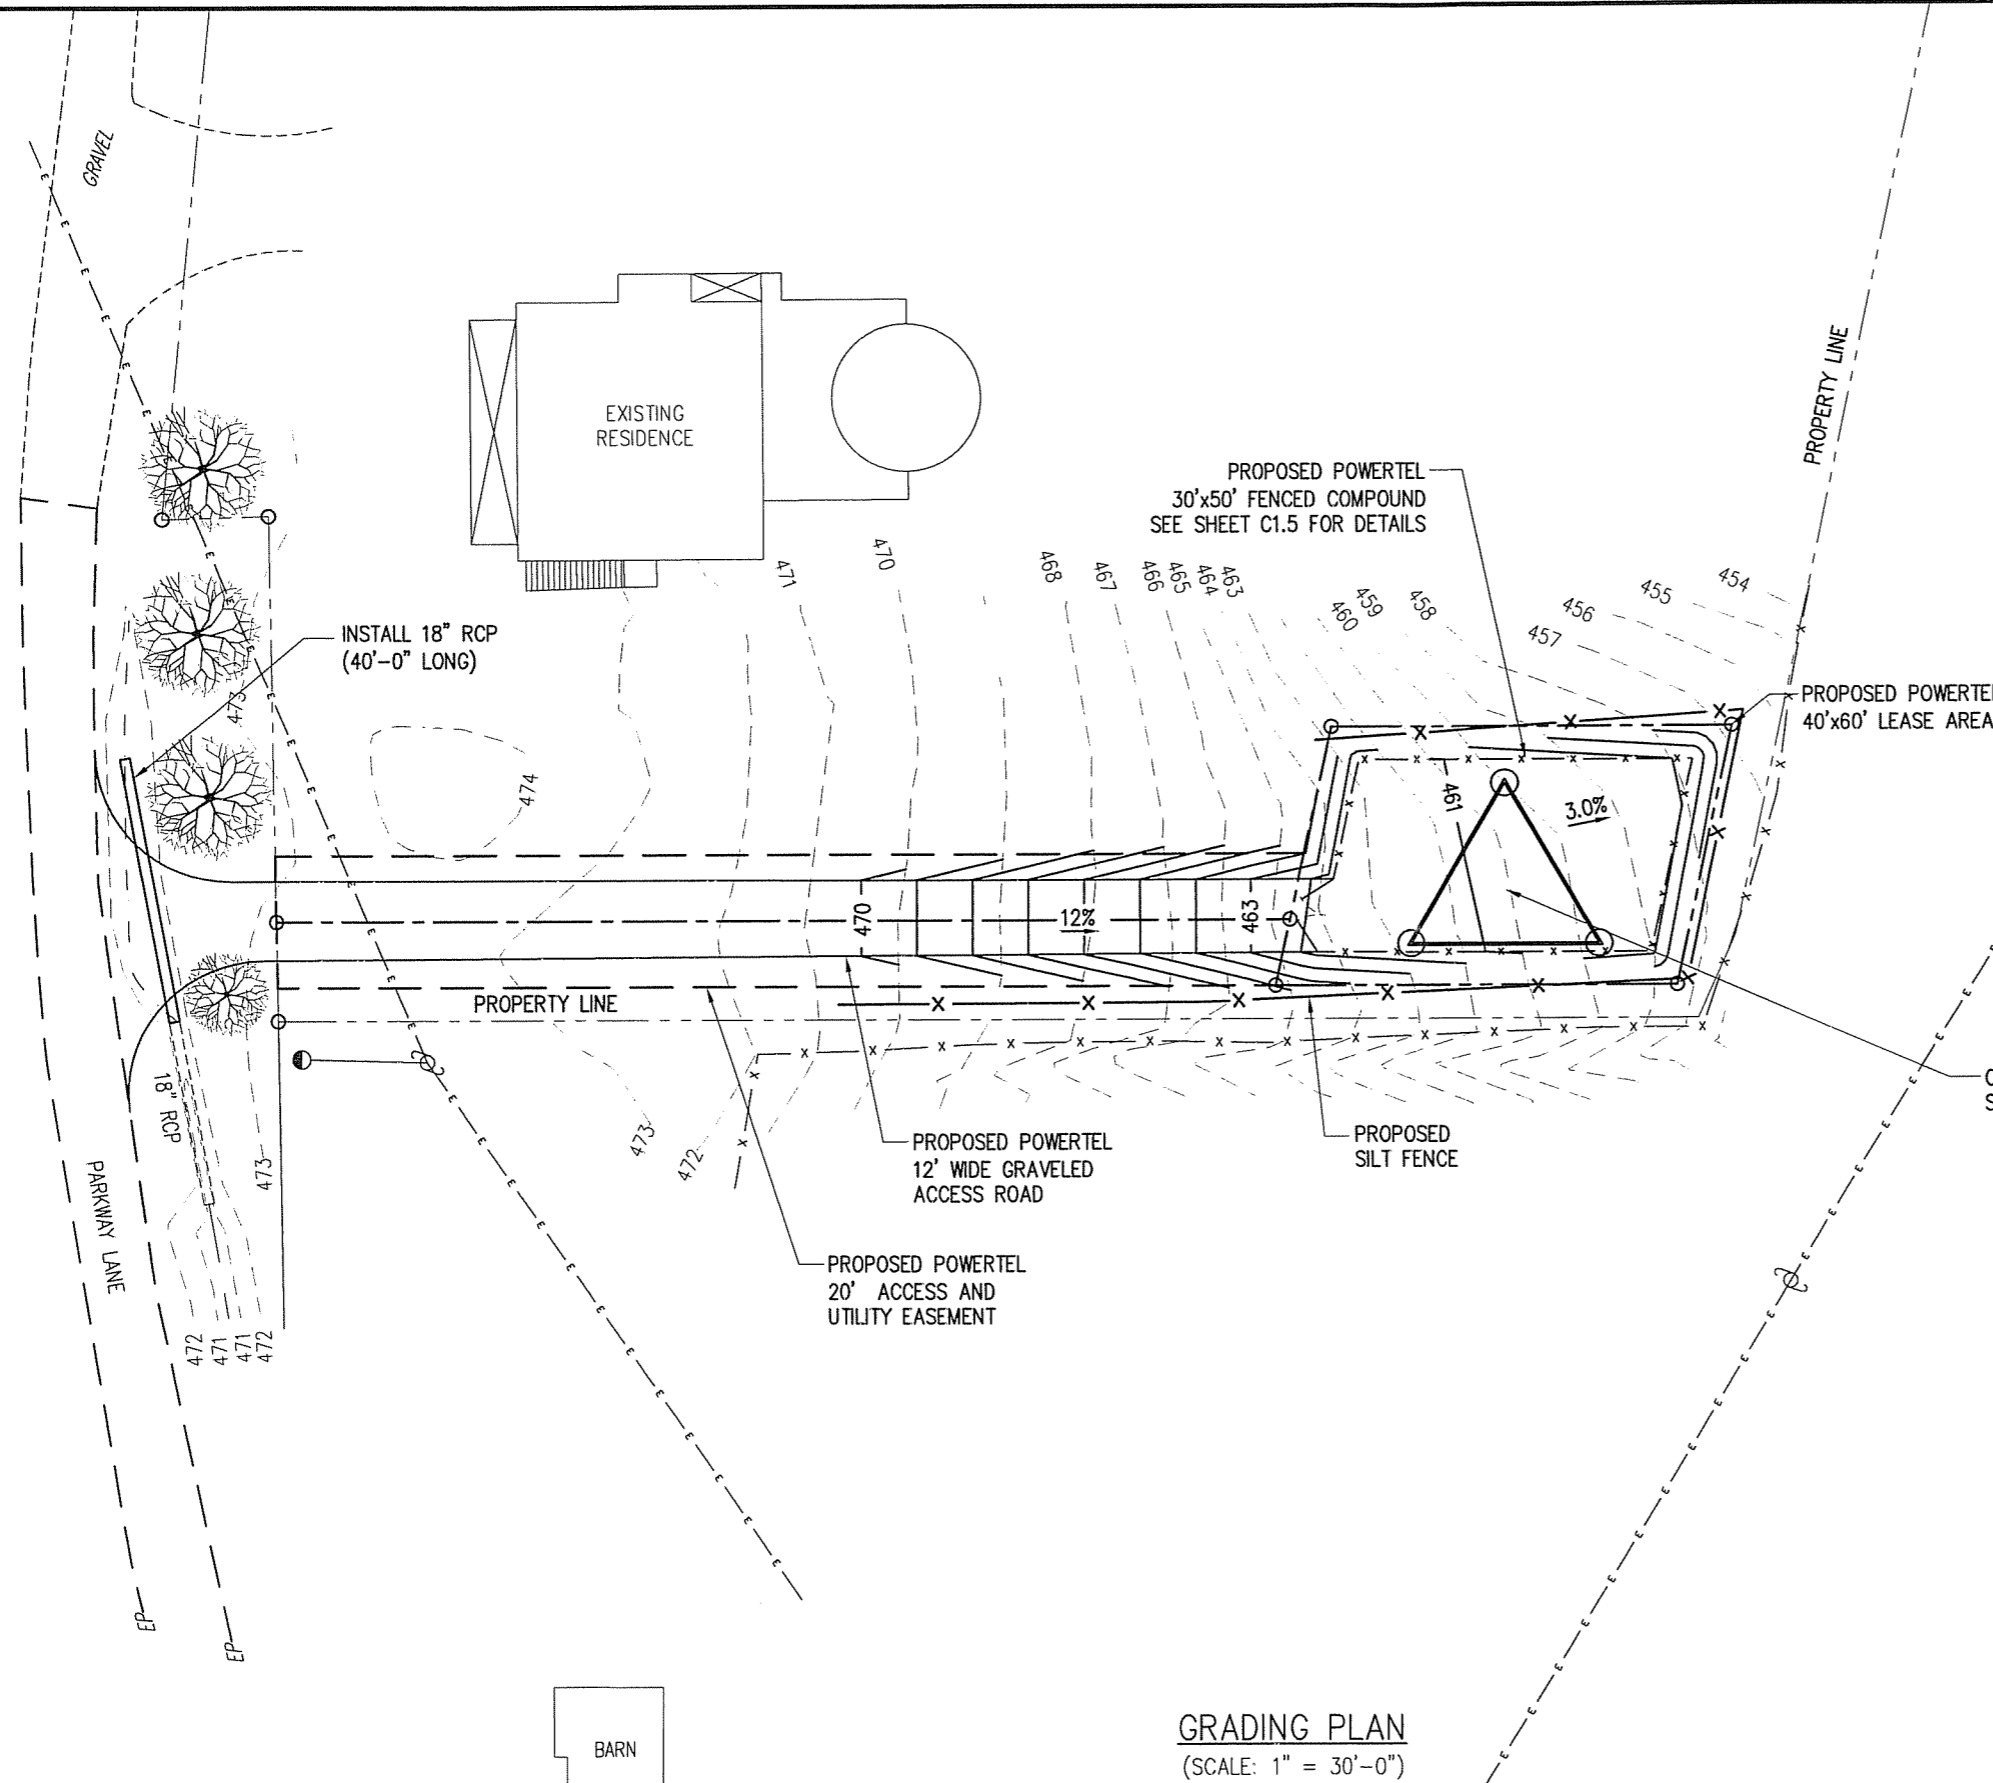 GRAVEL
EXISTING
RESIDENCE
PROPERTY LINE
PROPOSED POWERTEL
30'x50' FENCED COMPOUND
SEE SHEET C1.5 FOR DETAILS
471
470
468
467
466
465
464
463
460
459
458
457
456
455
454
INSTALL 18" RCP
(40'-0" LONG)
473
474
PROPOSED POWERTEL
40'x60' LEASE AREA
461
3.0%
470
12%
463
PROPERTY LINE
18" RCP
473
473
472
PROPOSED POWERTEL
12' WIDE GRAVELED
ACCESS ROAD
PROPOSED
SILT FENCE
PARKWAY LANE
PROPOSED POWERTEL
20' ACCESS AND
UTILITY EASEMENT
472
471
471
472
EP
EP
BARN
GRADING PLAN
(SCALE: 1" = 30'-0")